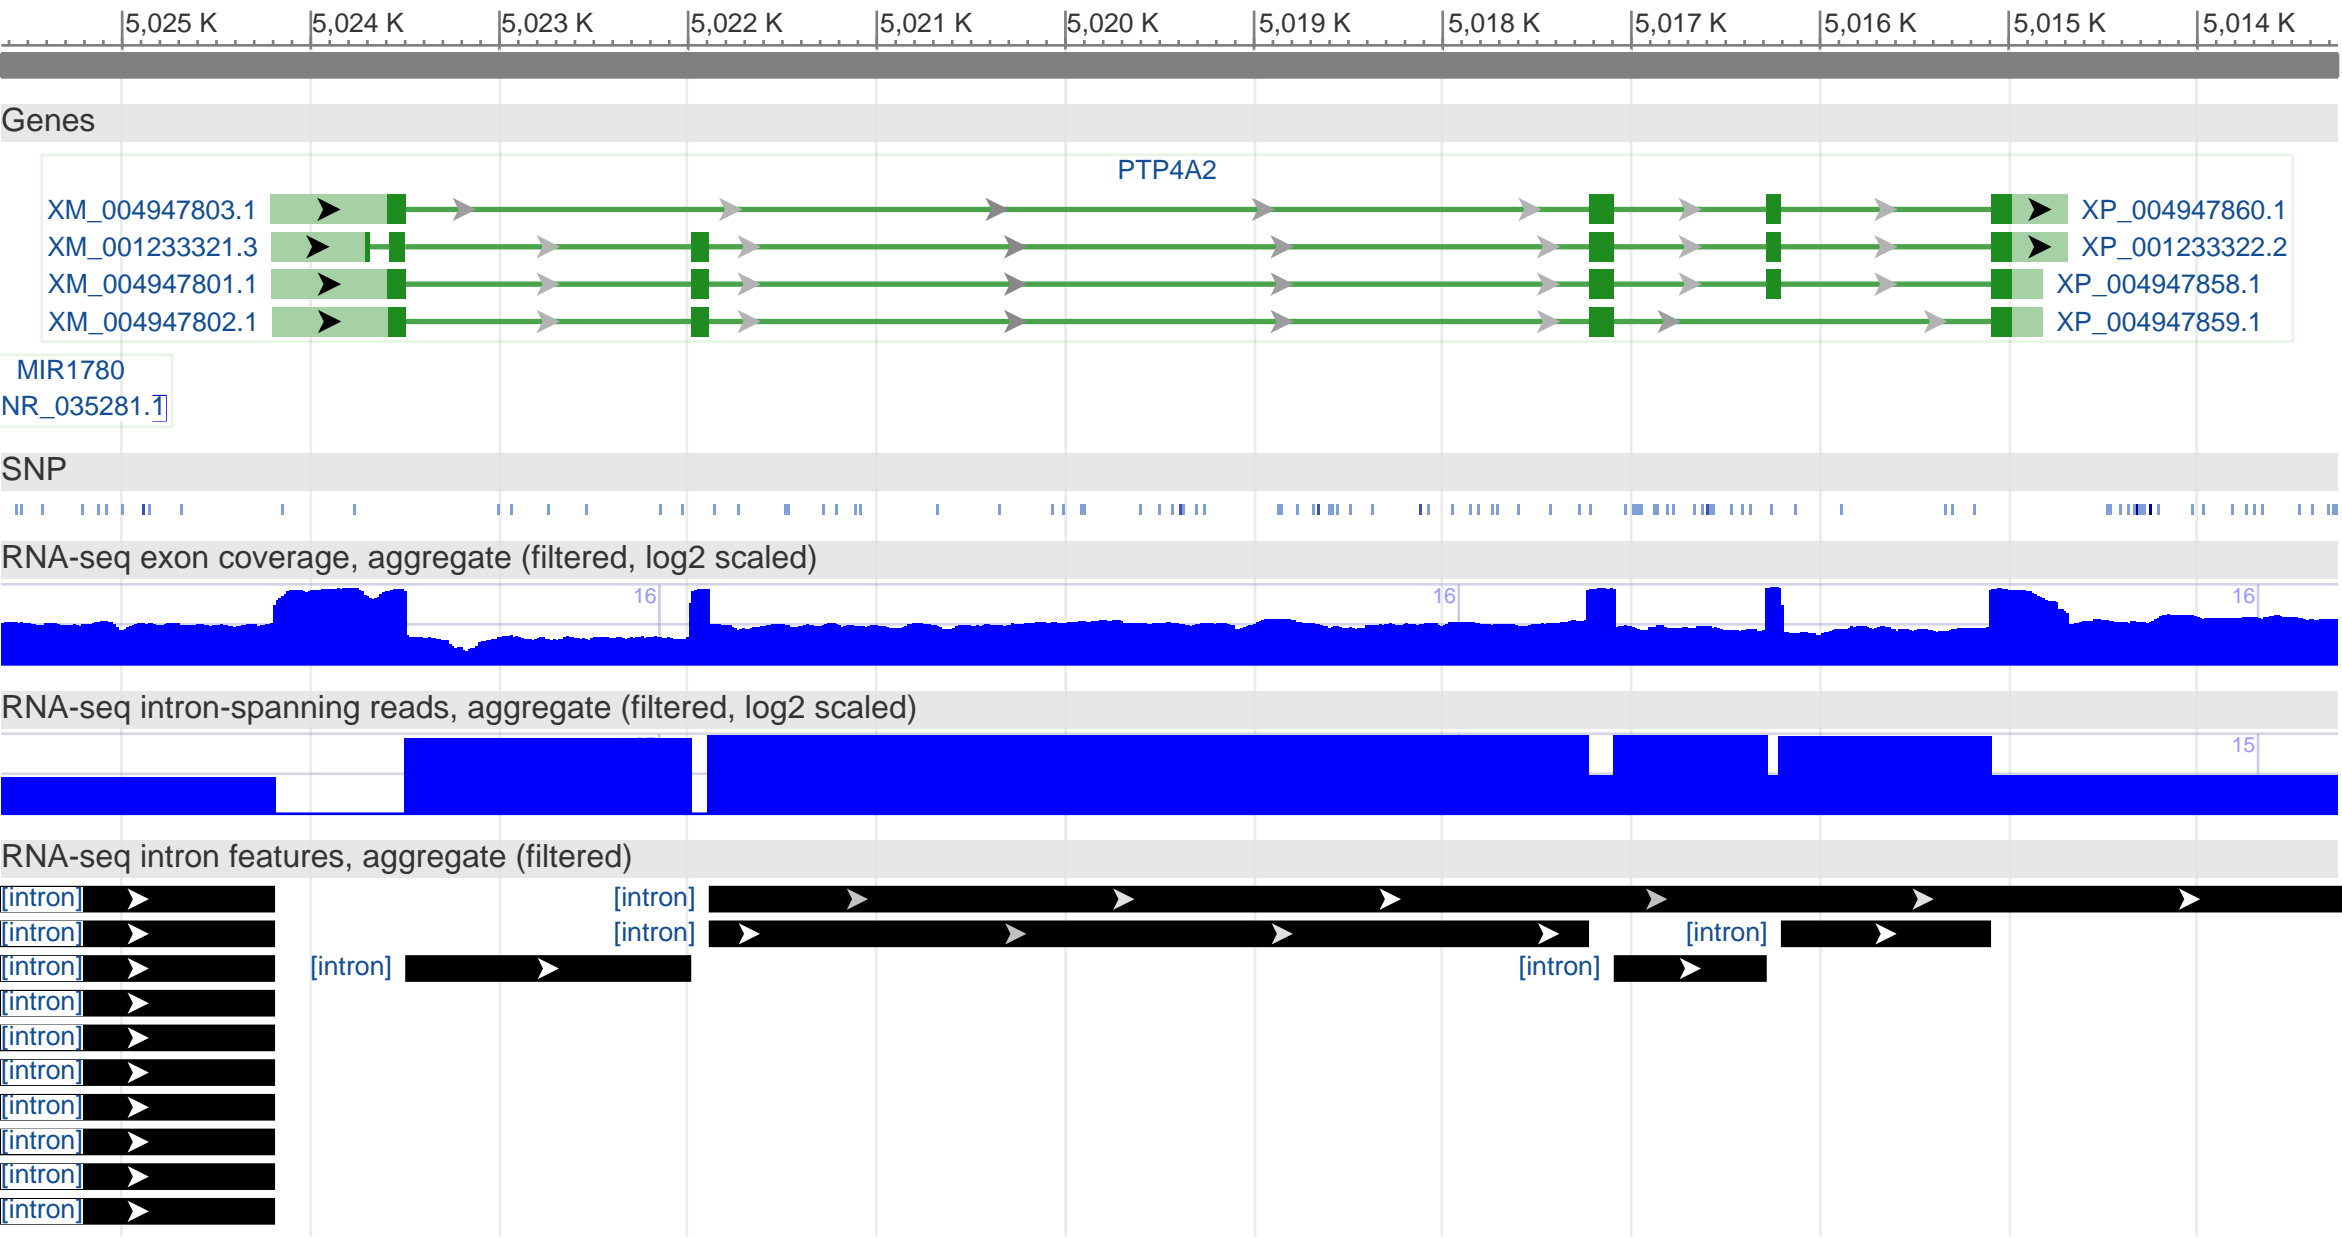 5,025 K 5,024 K 5,023 K 5,022 K 5,021 K 5,020 K 5,019 K 5,018 K 5,017 K 5,016 K 5,015 K 5,014 K
Genes
PTP4A2
XM_004947803.1 XP_004947860.1
XM_001233321.3 XP_001233322.2
XM_004947801.1 XP_004947858.1
XM_004947802.1 XP_004947859.1
MIR1780
NR_035281.1
SNP
RNA-seq exon coverage, aggregate (filtered, log2 scaled)
16 16 16
RNA-seq intron-spanning reads, aggregate (filtered, log2 scaled)
15
RNA-seq intron features, aggregate (filtered)
[intron] [intron]
[intron] [intron] [intron]
[intron] [intron] [intron]
[intron]
[intron]
[intron]
[intron]
[intron]
[intron]
[intron]